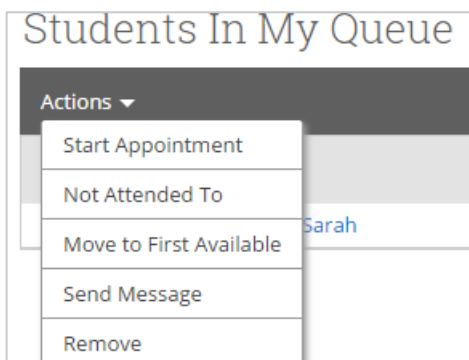 Students In My Queue
Actions
Start Appointment
Not Attended To
Sarah
Move to First Available
Send Message
Remove